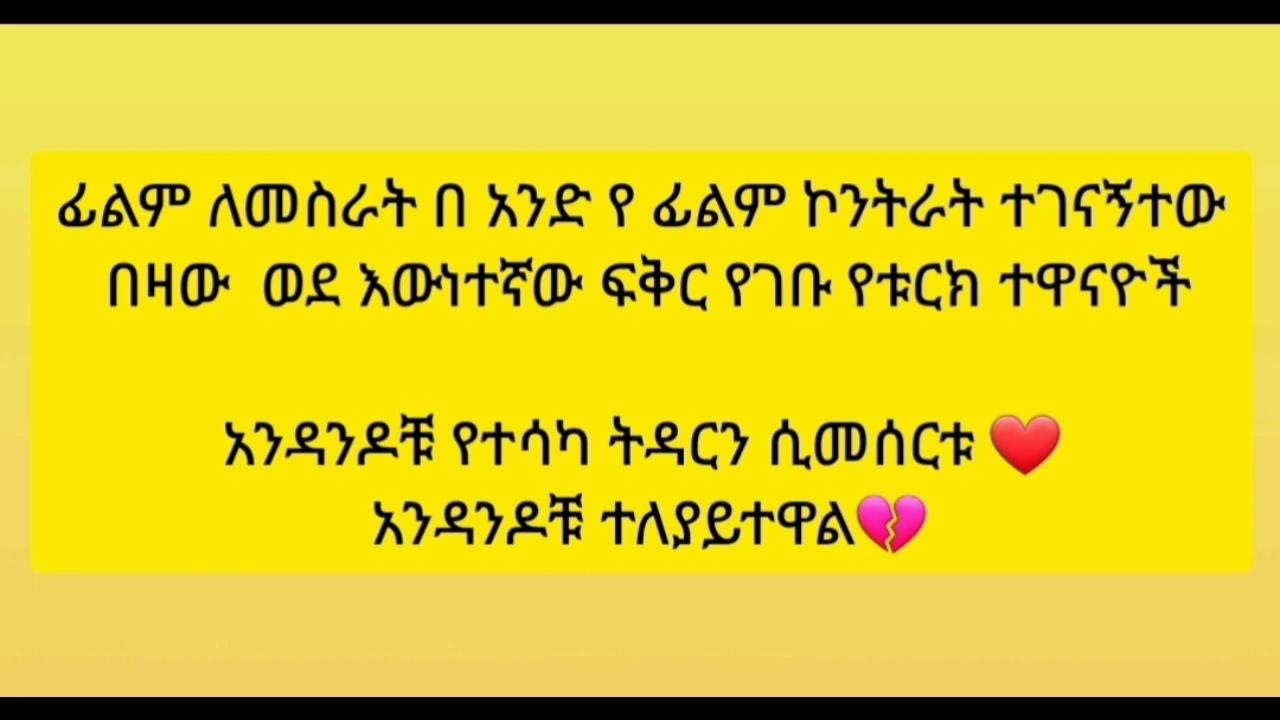 ፊልም ለመስራት በ አንድ የ ፊልም ኮንትራት ተገናኝተው
በዛው ወደ እውነተኛው ፍቅር የገቡ የቱርክ ተዋናዮች
አንዳንዶቹ የተሳካ ትዳርን ሲመሰርቱ ❤️
አንዳንዶቹ ተለያይተዋል💔